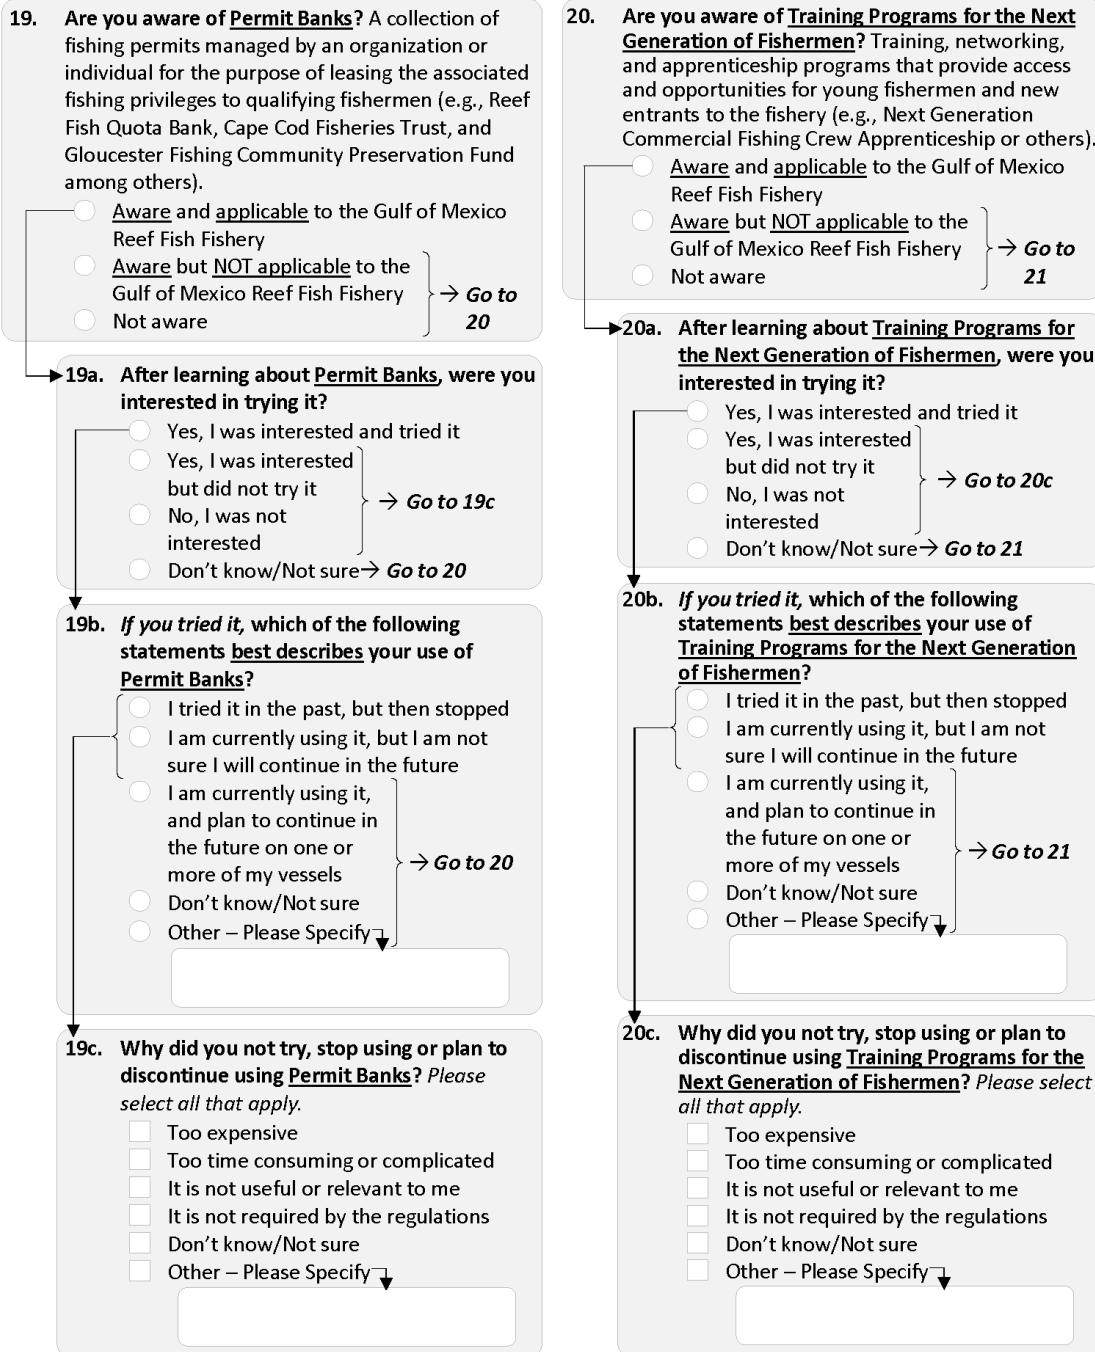 19. Are you aware of Permit Banks? A collection of
fishing permits managed by an organization or
individual for the purpose of leasing the associated
fishing privileges to qualifying fishermen (e.g., Reef
Fish Quota Bank, Cape Cod Fisheries Trust, and
Gloucester Fishing Community Preservation Fund
among others).
Aware and applicable to the Gulf of Mexico
Reef Fish Fishery
Aware but NOT applicable to the
Gulf of Mexico Reef Fish Fishery → Go to
Not aware 20
19a. After learning about Permit Banks, were you
interested in trying it?
Yes, I was interested and tried it
Yes, I was interested
but did not try it
→ Go to 19c
No, I was not
interested
Don't know/Not sure→ Go to 20
19b. If you tried it, which of the following
statements best describes your use of
Permit Banks?
I tried it in the past, but then stopped
I am currently using it, but I am not
sure I will continue in the future
I am currently using it,
and plan to continue in
the future on one or
→ Go to 20
more of my vessels
Don't know/Not sure
Other – Please Specify
19c. Why did you not try, stop using or plan to
discontinue using Permit Banks? Please
select all that apply.
Too expensive
Too time consuming or complicated
It is not useful or relevant to me
It is not required by the regulations
Don't know/Not sure
Other – Please Specify
20. Are you aware of Training Programs for the Next
Generation of Fishermen? Training, networking,
and apprenticeship programs that provide access
and opportunities for young fishermen and new
entrants to the fishery (e.g., Next Generation
Commercial Fishing Crew Apprenticeship or others).
Aware and applicable to the Gulf of Mexico
Reef Fish Fishery
Aware but NOT applicable to the
Gulf of Mexico Reef Fish Fishery → Go to
Not aware 21
20a. After learning about Training Programs for
the Next Generation of Fishermen, were you
interested in trying it?
Yes, I was interested and tried it
Yes, I was interested
but did not try it
→ Go to 20c
No, I was not
interested
Don't know/Not sure→ Go to 21
20b. If you tried it, which of the following
statements best describes your use of
Training Programs for the Next Generation
of Fishermen?
I tried it in the past, but then stopped
I am currently using it, but I am not
sure I will continue in the future
I am currently using it,
and plan to continue in
the future on one or
→ Go to 21
more of my vessels
Don't know/Not sure
Other – Please Specify
20c. Why did you not try, stop using or plan to
discontinue using Training Programs for the
Next Generation of Fishermen? Please select
all that apply.
Too expensive
Too time consuming or complicated
It is not useful or relevant to me
It is not required by the regulations
Don't know/Not sure
Other – Please Specify